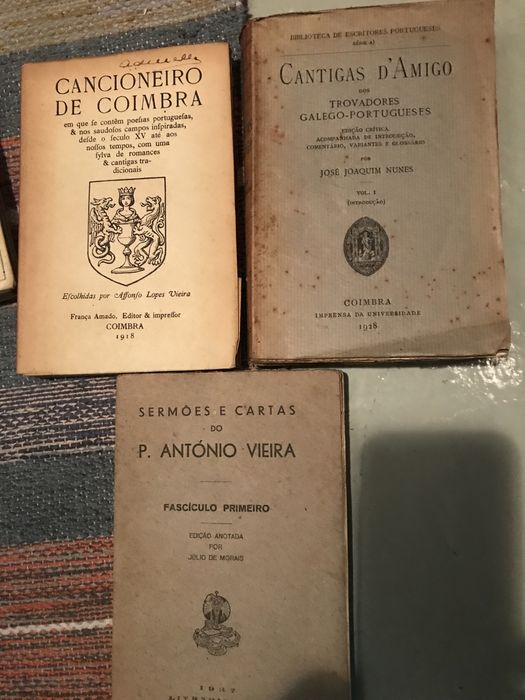 CANCIONEIRO
DE COIMBRA
em que ſe contêm poeſias portugueſas,
& nos saudoſos campos inſpiradas,
deſde o ſeculo XV até aos
noſſos tempos, com uma
ſylva de romances
& cantigas tra-
dicionais
Eſcolhidas por Affonſo Lopes Vieira
França Amado, Editor & impreſſor
COIMBRA
1918
BIBLIOTECA DE ESCRITORES PORTUGUESES
SÉRIE A)
CANTIGAS D'AMIGO
DOS
TROVADORES
GALEGO-PORTUGUESES
EDIÇÃO CRÍTICA
ACOMPANHADA DE INTRODUÇÃO,
COMENTÁRIO, VARIANTES E GLOSSÁRIO
POR
JOSÉ JOAQUIM NUNES
VOL. I
(INTRODUÇÃO)
COIMBRA
IMPRENSA DA UNIVERSIDADE
1928
SERMÕES E CARTAS
DO
P. ANTÓNIO VIEIRA
FASCÍCULO PRIMEIRO
EDIÇÃO ANOTADA
POR
JÚLIO DE MORAIS
1937